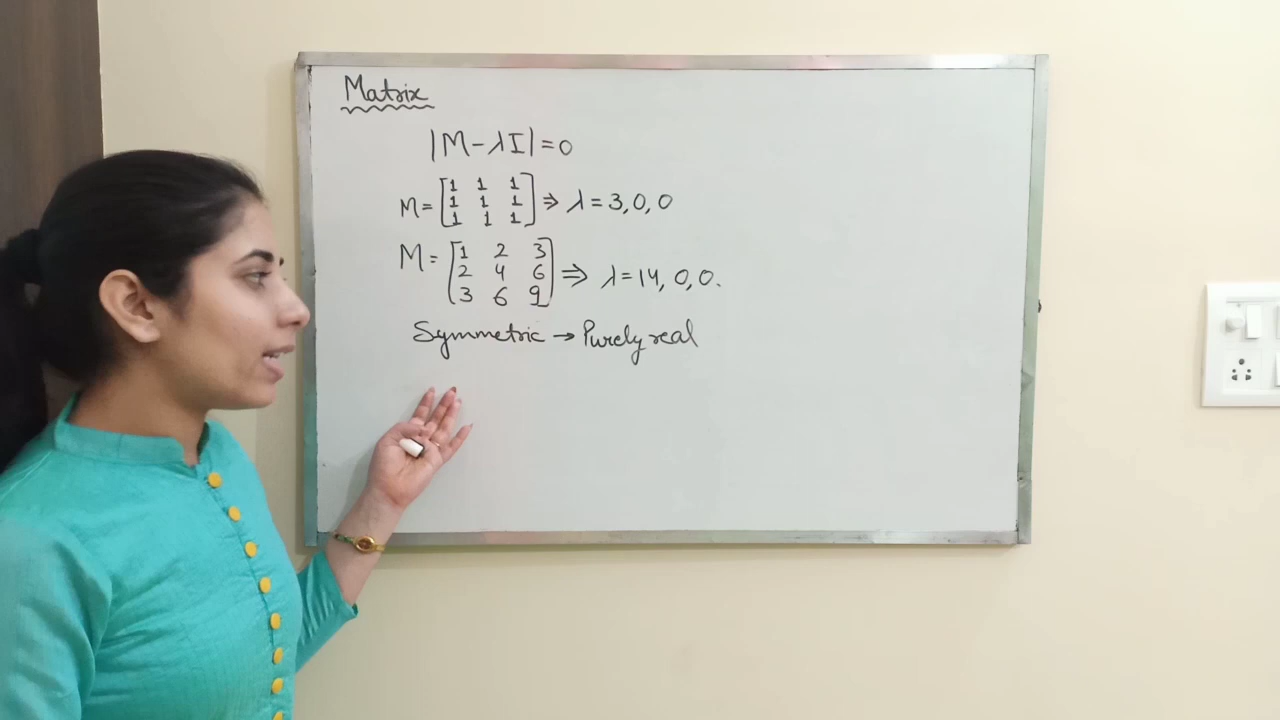 Matrix
|M-λI|=0
M= [1 1 1
1 1 1
1 1 1] ⇒ λ=3,0,0
M= [1 2 3
2 4 6
3 6 9] ⇒ λ=14, 0,0.
Symmetric → Purely real